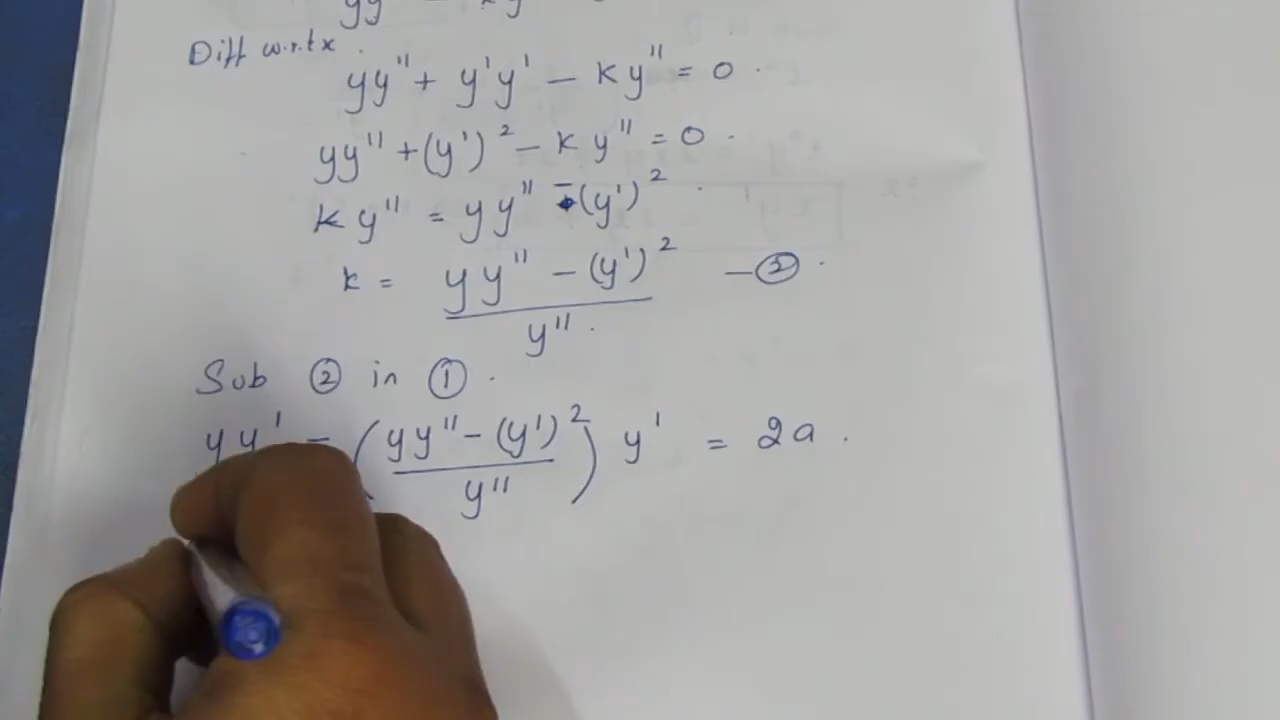 Diff w.r.t x.
yy'' + y'y' - ky'' = 0.
yy'' + (y')² - ky'' = 0.
ky'' = yy'' - (y')².
k = (yy'' - (y')²) / y'' - ②.
Sub ② in ①.
yy' - ((yy'' - (y')²) / y'') y' = 2a.